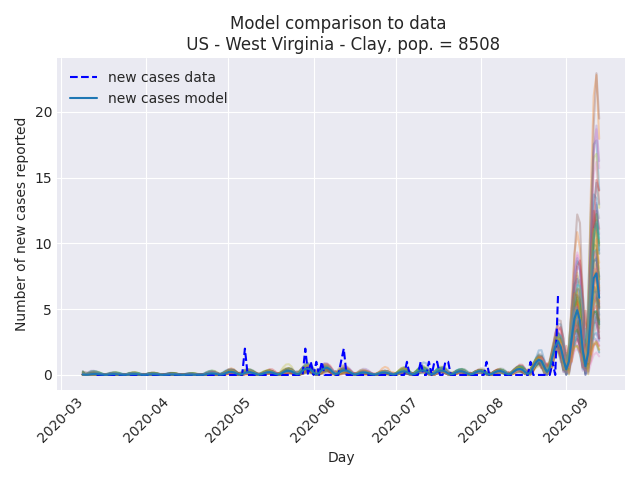 Model comparison to data
US - West Virginia - Clay, pop. = 8508
new cases data
new cases model
Number of new cases reported
20
15
10
5
0
2020-03
2020-04
2020-05
2020-06
2020-07
2020-08
2020-09
Day